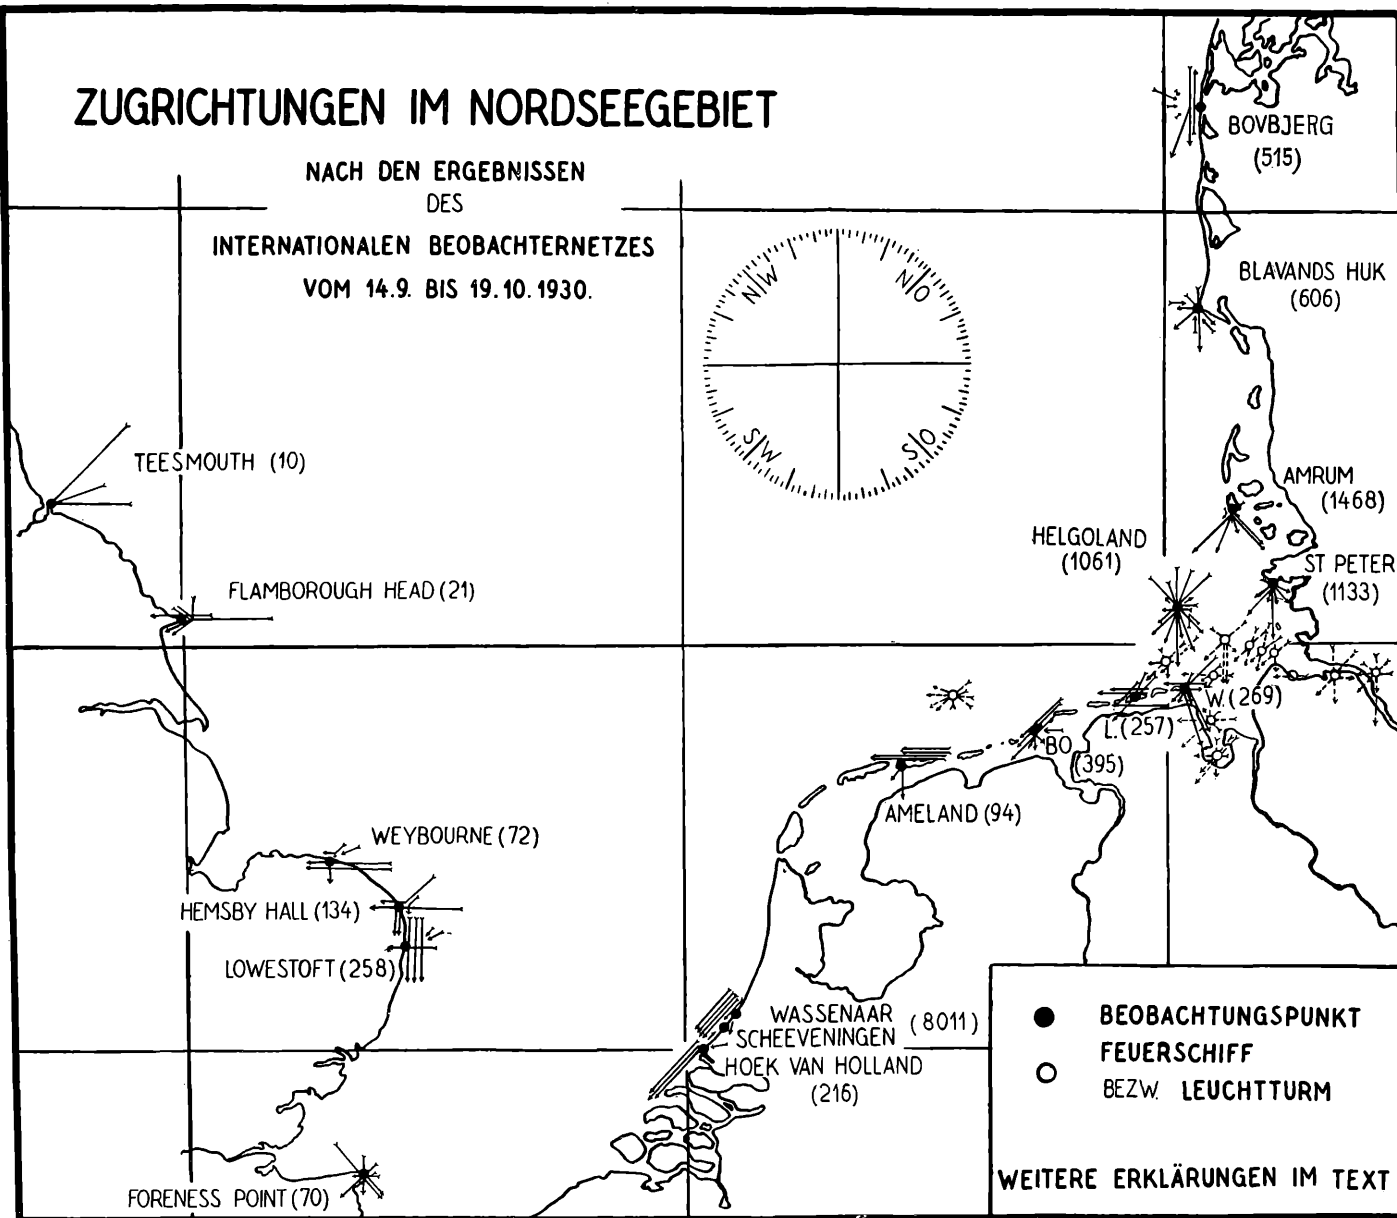 ZUGRICHTUNGEN IM NORDSEEGEBIET
NACH DEN ERGEBNISSEN
DES
INTERNATIONALEN BEOBACHTERNETZES
VOM 14.9. BIS 19.10.1930.
N|W
N|O
S|W
S|O
BOVBJERG
(515)
BLAVANDS HUK
(606)
TEESMOUTH (10)
AMRUM
(1468)
HELGOLAND
(1061)
ST PETER
(1133)
FLAMBOROUGH HEAD (21)
W. (269)
L. (257)
BO.
(395)
AMELAND (94)
WEYBOURNE (72)
HEMSBY HALL (134)
LOWESTOFT (258)
WASSENAAR
SCHEEVENINGEN (8011)
HOEK VAN HOLLAND
(216)
FORENESS POINT (70)
BEOBACHTUNGSPUNKT
FEUERSCHIFF
BEZW. LEUCHTTURM
WEITERE ERKLÄRUNGEN IM TEXT